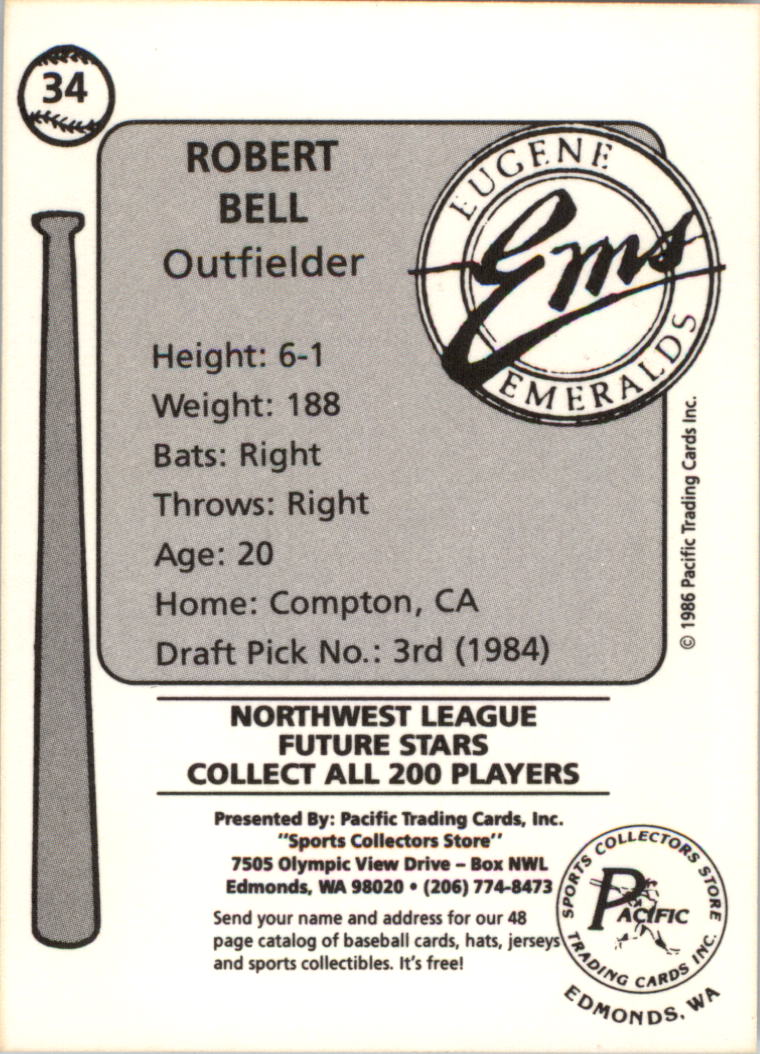 34
ROBERT
BELL
Outfielder
EUGENE
Ems
EMERALDS
Height: 6-1
Weight: 188
Bats: Right
Throws: Right
Age: 20
Home: Compton, CA
Draft Pick No.: 3rd (1984)
© 1986 Pacific Trading Cards Inc.
NORTHWEST LEAGUE
FUTURE STARS
COLLECT ALL 200 PLAYERS
Presented By: Pacific Trading Cards, Inc.
"Sports Collectors Store"
7505 Olympic View Drive – Box NWL
Edmonds, WA 98020 • (206) 774-8473
Send your name and address for our 48
page catalog of baseball cards, hats, jerseys
and sports collectibles. It's free!
SPORTS COLLECTORS STORE
PACIFIC
TRADING CARDS INC.
EDMONDS, WA